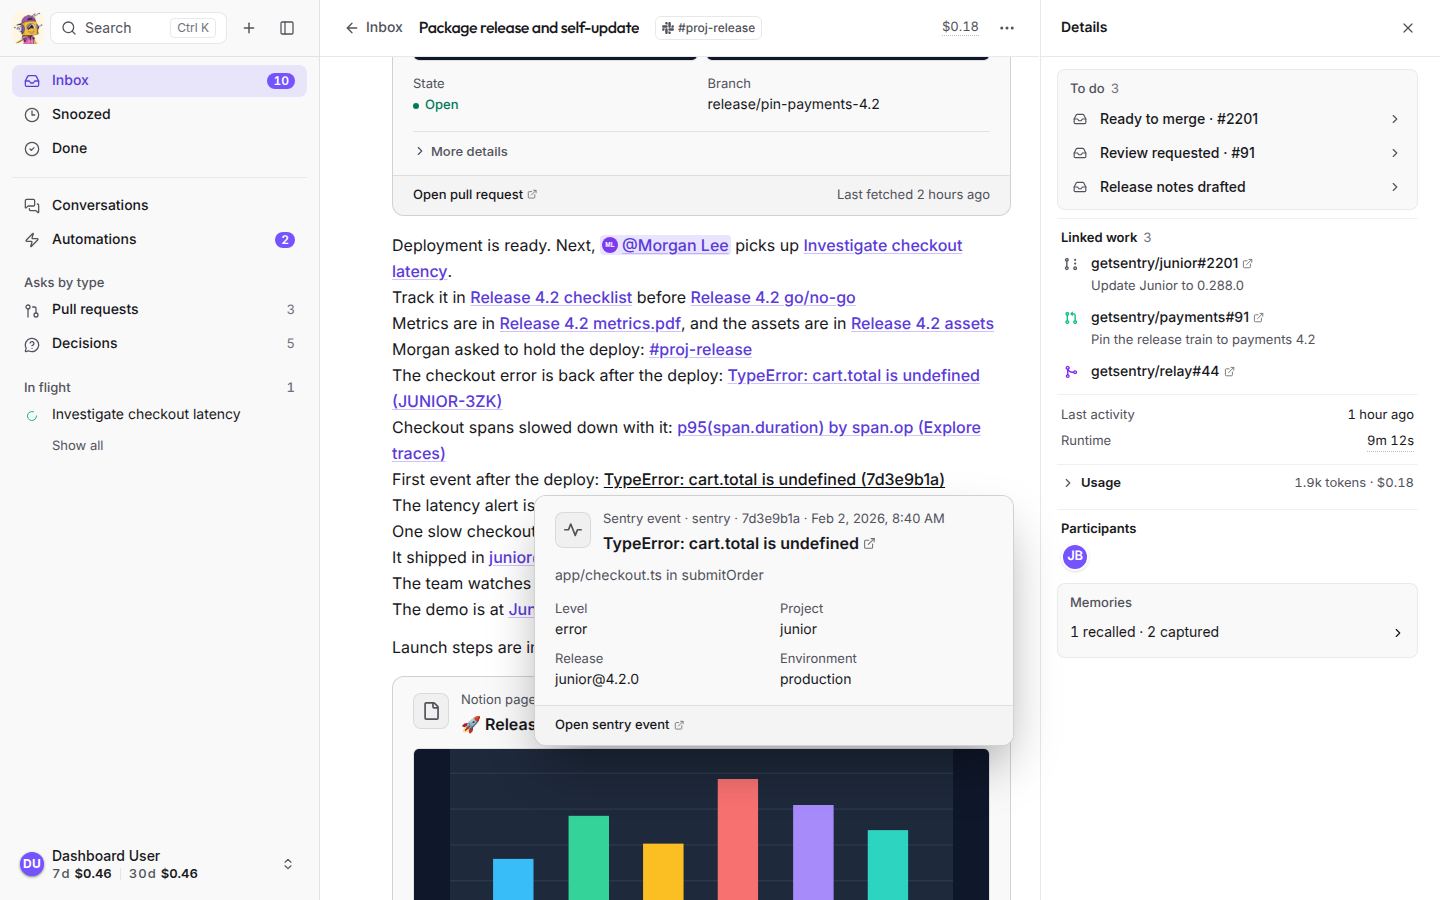 Search
Ctrl K
Inbox
10
Snoozed
Done
Conversations
Automations
2
Asks by type
Pull requests
3
Decisions
5
In flight
1
Investigate checkout latency
Show all
DU
Dashboard User
7d $0.46
30d $0.46
Inbox
Package release and self-update
#proj-release
$0.18
State
Open
Branch
release/pin-payments-4.2
More details
Open pull request
Last fetched 2 hours ago
Deployment is ready. Next, ML @Morgan Lee picks up Investigate checkout
latency.
Track it in Release 4.2 checklist before Release 4.2 go/no-go
Metrics are in Release 4.2 metrics.pdf, and the assets are in Release 4.2 assets
Morgan asked to hold the deploy: #proj-release
The checkout error is back after the deploy: TypeError: cart.total is undefined
(JUNIOR-3ZK)
Checkout spans slowed down with it: p95(span.duration) by span.op (Explore
traces)
First event after the deploy: TypeError: cart.total is undefined (7d3e9b1a)
The latency alert is
One slow checkout
It shipped in junior
The team watches
The demo is at Jun
Launch steps are in
Sentry event · sentry · 7d3e9b1a · Feb 2, 2026, 8:40 AM
TypeError: cart.total is undefined
app/checkout.ts in submitOrder
Level
error
Project
junior
Release
junior@4.2.0
Environment
production
Open sentry event
Notion page
🚀 Releas
Details
To do 3
Ready to merge · #2201
Review requested · #91
Release notes drafted
Linked work 3
getsentry/junior#2201
Update Junior to 0.288.0
getsentry/payments#91
Pin the release train to payments 4.2
getsentry/relay#44
Last activity
1 hour ago
Runtime
9m 12s
Usage
1.9k tokens · $0.18
Participants
JB
Memories
1 recalled · 2 captured